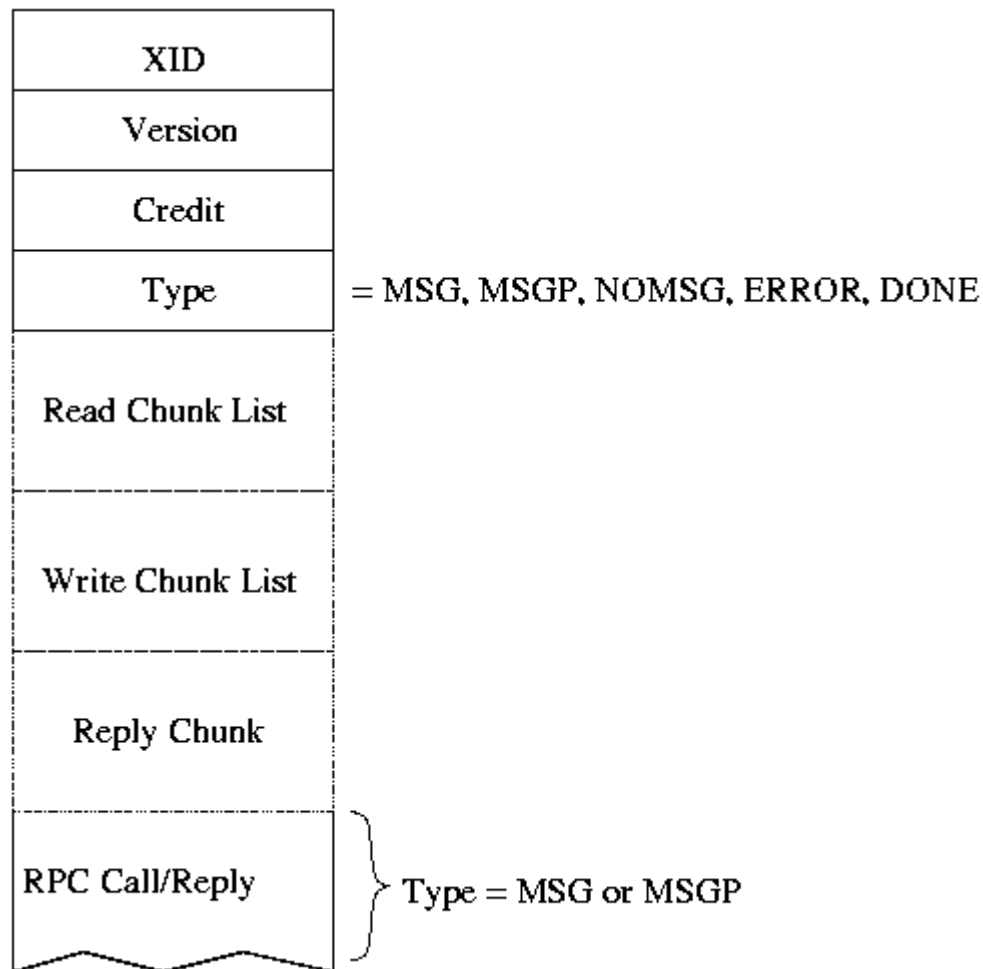 XID
Version
Credit
Type = MSG, MSGP, NOMSG, ERROR, DONE
Read Chunk List
Write Chunk List
Reply Chunk
RPC Call/Reply
Type = MSG or MSGP